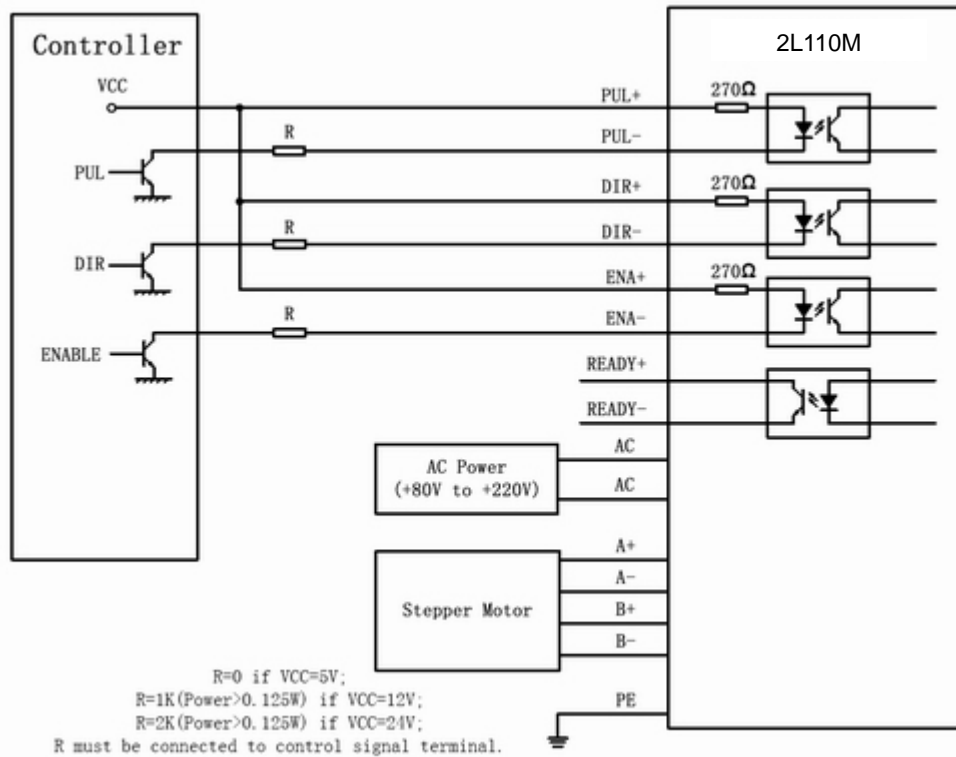 Controller
2L110M
VCC
PUL+
270Ω
R
PUL-
PUL
DIR+
270Ω
R
DIR-
DIR
ENA+
270Ω
R
ENA-
ENABLE
READY+
READY-
AC
AC Power
(+80V to +220V)
AC
A+
A-
Stepper Motor
B+
B-
R=0 if VCC=5V;
R=1K(Power>0.125W) if VCC=12V;
R=2K(Power>0.125W) if VCC=24V;
R must be connected to control signal terminal.
PE